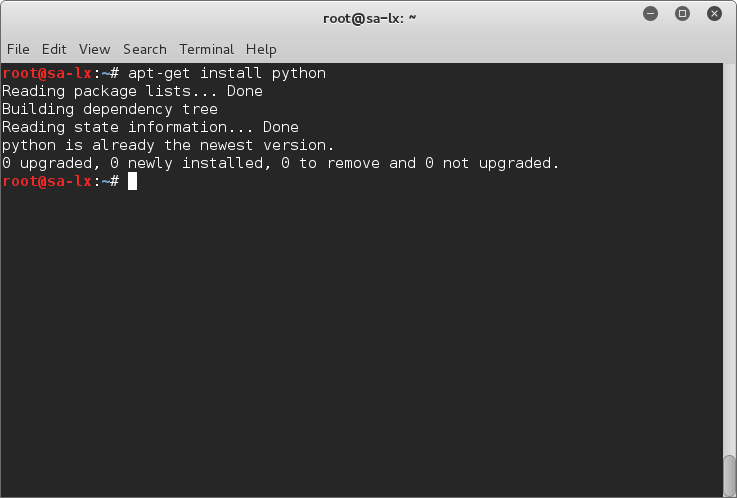 root@sa-lx: ~
File Edit View Search Terminal Help
root@sa-lx:~# apt-get install python
Reading package lists... Done
Building dependency tree
Reading state information... Done
python is already the newest version.
0 upgraded, 0 newly installed, 0 to remove and 0 not upgraded.
root@sa-lx:~#